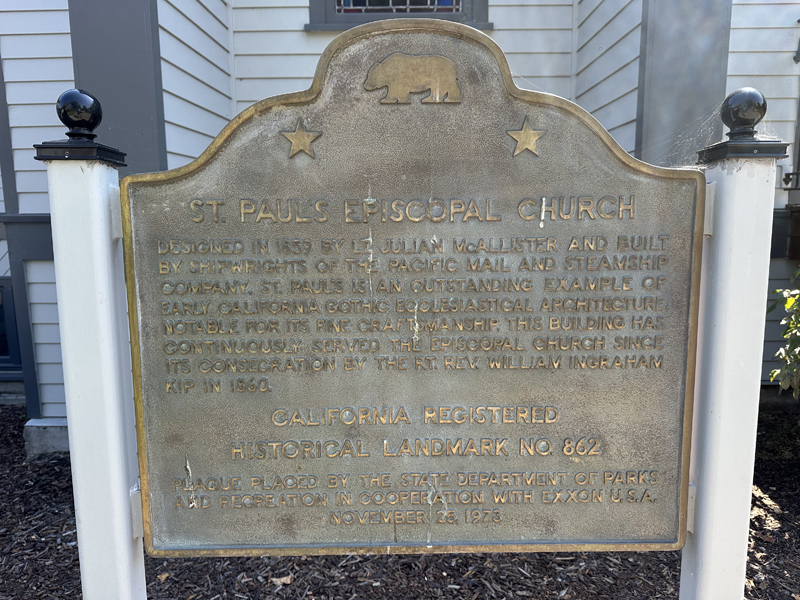 ST. PAUL'S EPISCOPAL CHURCH
DESIGNED IN 1859 BY LT. JULIAN MCALLISTER AND BUILT
BY SHIPWRIGHTS OF THE PACIFIC MAIL AND STEAMSHIP
COMPANY, ST. PAUL'S IS AN OUTSTANDING EXAMPLE OF
EARLY CALIFORNIA GOTHIC ECCLESIASTICAL ARCHITECTURE,
NOTABLE FOR ITS FINE CRAFTSMANSHIP. THIS BUILDING HAS
CONTINUOUSLY SERVED THE EPISCOPAL CHURCH SINCE
ITS CONSECRATION BY THE RT. REV. WILLIAM INGRAHAM
KIP IN 1860.
CALIFORNIA REGISTERED
HISTORICAL LANDMARK NO. 862
PLAQUE PLACED BY THE STATE DEPARTMENT OF PARKS
AND RECREATION IN COOPERATION WITH EXXON U.S.A.,
NOVEMBER 28, 1973